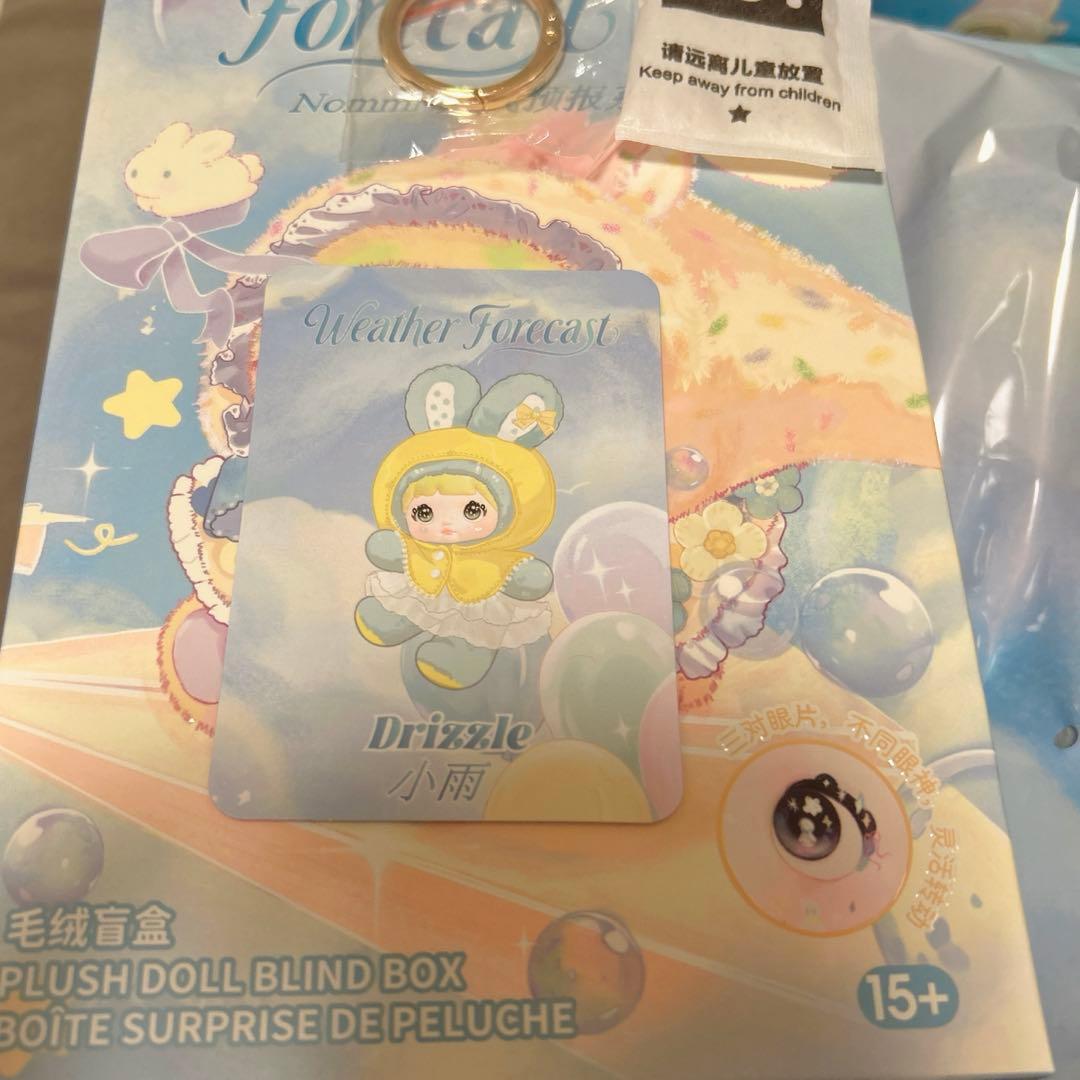 Forecast
预报
请远离儿童放置
Keep away from children
Weather Forecast
Drizzle
小雨
三对眼片，不同眼神，灵活转动
毛绒盲盒
PLUSH DOLL BLIND BOX
BOÎTE SURPRISE DE PELUCHE
15+